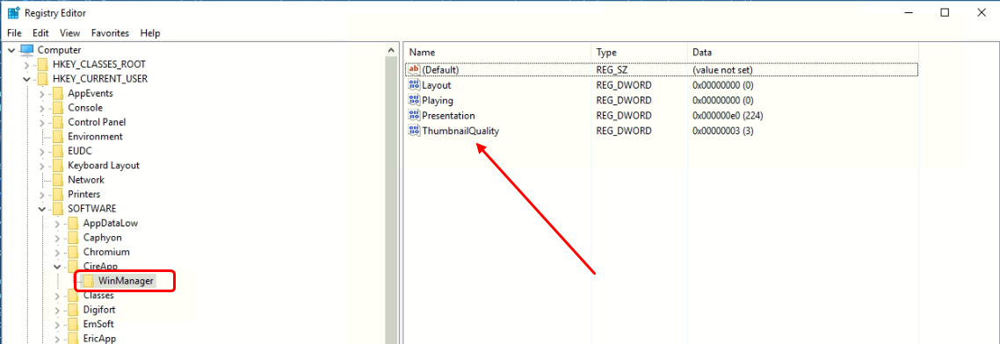 Registry Editor
File Edit View Favorites Help
Computer
HKEY_CLASSES_ROOT
HKEY_CURRENT_USER
AppEvents
Console
Control Panel
Environment
EUDC
Keyboard Layout
Network
Printers
SOFTWARE
AppDataLow
Caphyon
Chromium
CireApp
WinManager
Classes
Digifort
EmSoft
EricApp
Name Type Data
ab (Default) REG_SZ (value not set)
Layout REG_DWORD 0x00000000 (0)
Playing REG_DWORD 0x00000000 (0)
Presentation REG_DWORD 0x000000e0 (224)
ThumbnailQuality REG_DWORD 0x00000003 (3)